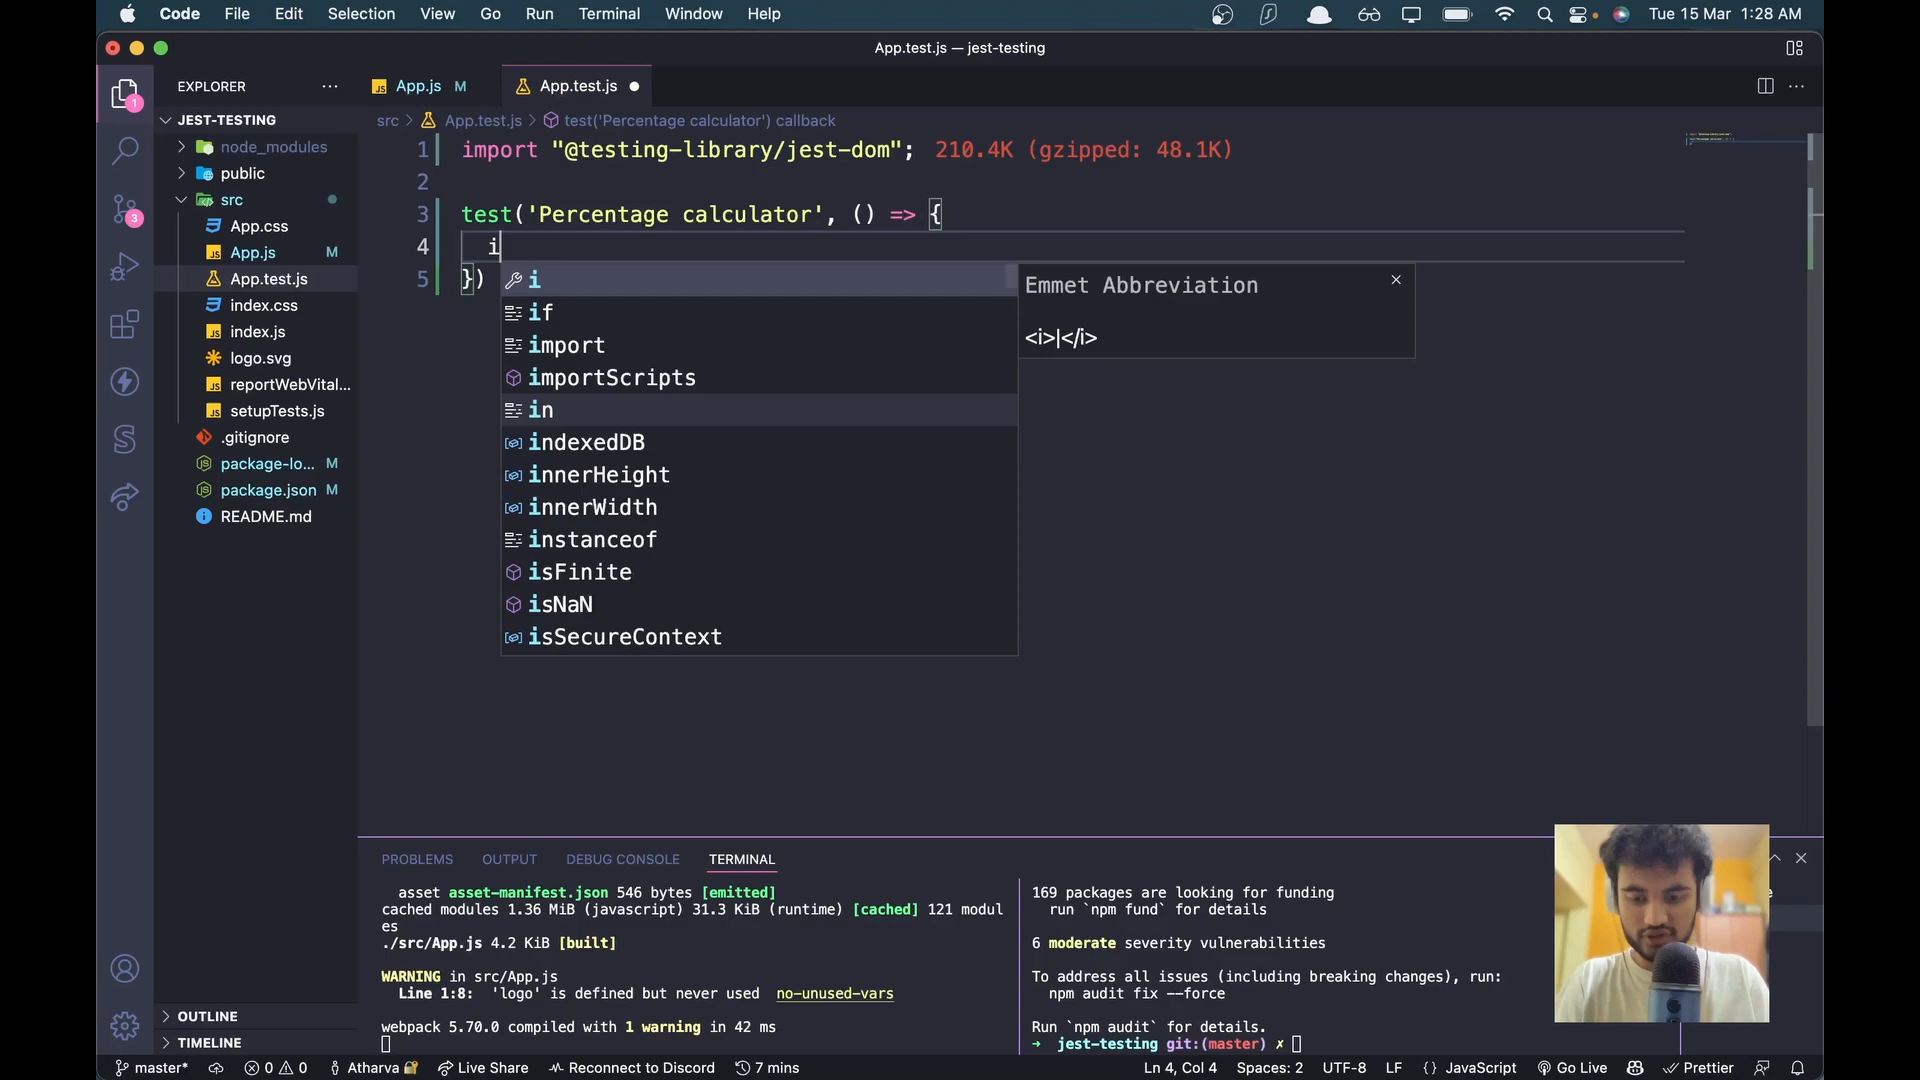 Code File Edit Selection View Go Run Terminal Window Help Tue 15 Mar 1:28 AM
App.test.js — jest-testing
EXPLORER ···
App.js M
App.test.js
JEST-TESTING
src > App.test.js > test('Percentage calculator') callback
node_modules
public
src
App.css
App.js M
App.test.js
index.css
index.js
logo.svg
reportWebVital...
setupTests.js
.gitignore
package-lo... M
package.json M
README.md
1
3
3
1 import "@testing-library/jest-dom"; 210.4K (gzipped: 48.1K)
2
3 test('Percentage calculator', () => {
4 i
5 })
i
if
import
importScripts
in
indexedDB
innerHeight
innerWidth
instanceof
isFinite
isNaN
isSecureContext
Emmet Abbreviation
<i>|</i>
PROBLEMS OUTPUT DEBUG CONSOLE TERMINAL
asset asset-manifest.json 546 bytes [emitted]
cached modules 1.36 MiB (javascript) 31.3 KiB (runtime) [cached] 121 modul
es
./src/App.js 4.2 KiB [built]
WARNING in src/App.js
Line 1:8: 'logo' is defined but never used no-unused-vars
webpack 5.70.0 compiled with 1 warning in 42 ms
169 packages are looking for funding
run `npm fund` for details
6 moderate severity vulnerabilities
To address all issues (including breaking changes), run:
npm audit fix --force
Run `npm audit` for details.
→ jest-testing git:(master) ✗
OUTLINE
TIMELINE
master* 0 0 Atharva Live Share Reconnect to Discord 7 mins Ln 4, Col 4 Spaces: 2 UTF-8 LF {} JavaScript Go Live Prettier